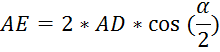 AE = 2 * AD * cos (α/2)